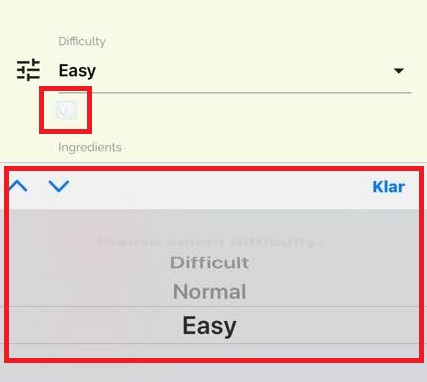 Difficulty
Easy
Ingredients
Klar
Please select difficulty..
Difficult
Normal
Easy